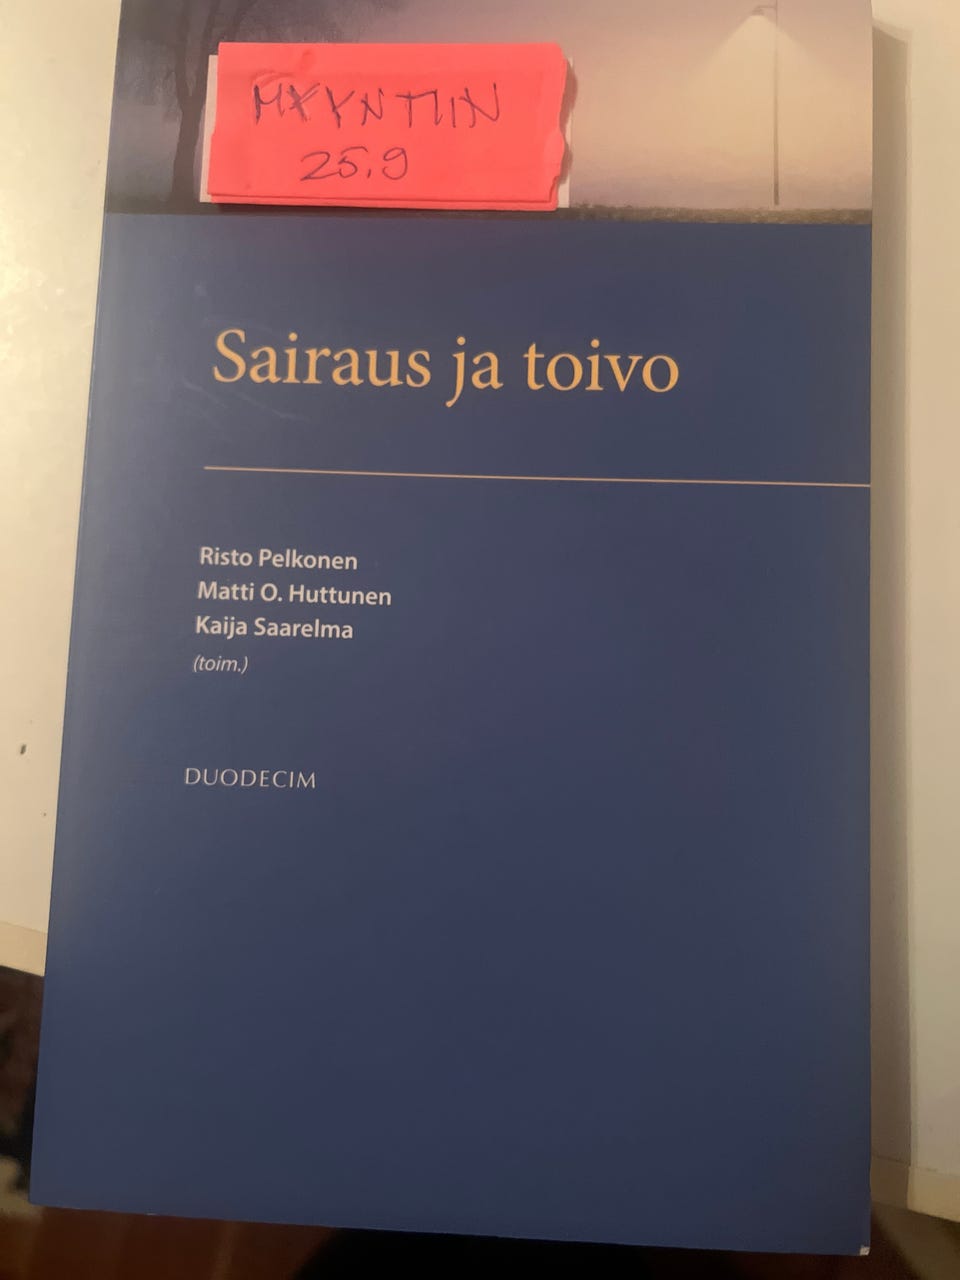 MYYNTIIN
25.9
Sairaus ja toivo
Risto Pelkonen
Matti O. Huttunen
Kaija Saarelma
(toim.)
DUODECIM